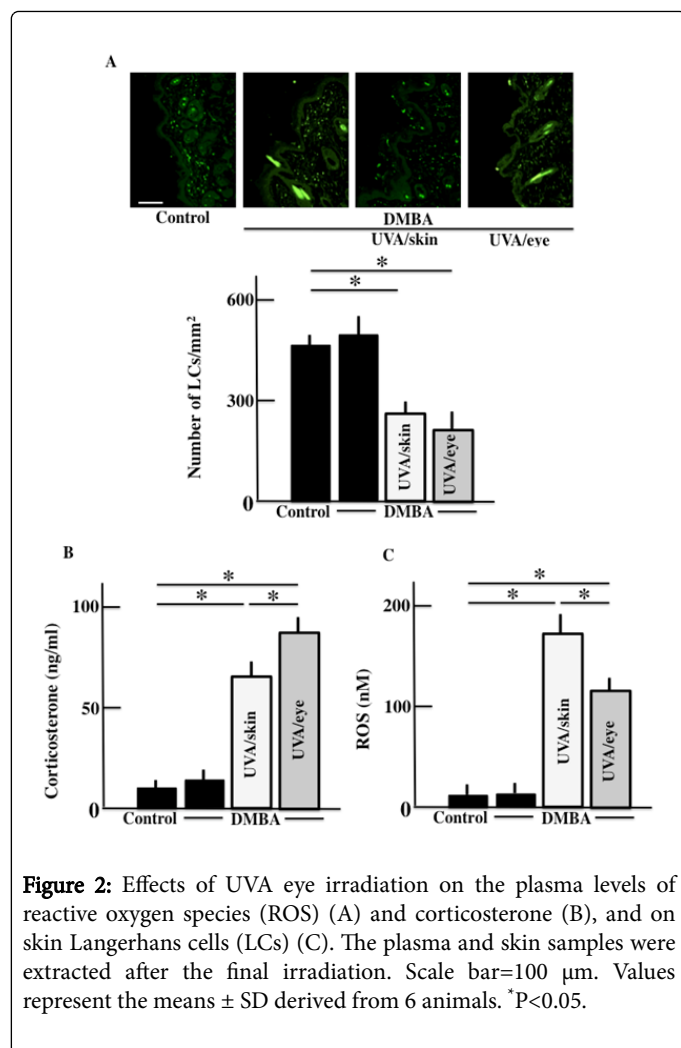 A
Control
DMBA
UVA/skin UVA/eye
*
*
600
300
0
Number of LCs/mm²
UVA/skin
UVA/eye
Control DMBA
B
*
* *
100
50
0
Corticosterone (ng/ml)
UVA/skin
UVA/eye
Control DMBA
C
*
* *
200
100
0
ROS (nM)
UVA/skin
UVA/eye
Control DMBA
Figure 2: Effects of UVA eye irradiation on the plasma levels of
reactive oxygen species (ROS) (A) and corticosterone (B), and on
skin Langerhans cells (LCs) (C). The plasma and skin samples were
extracted after the final irradiation. Scale bar=100 µm. Values
represent the means ± SD derived from 6 animals. *P<0.05.